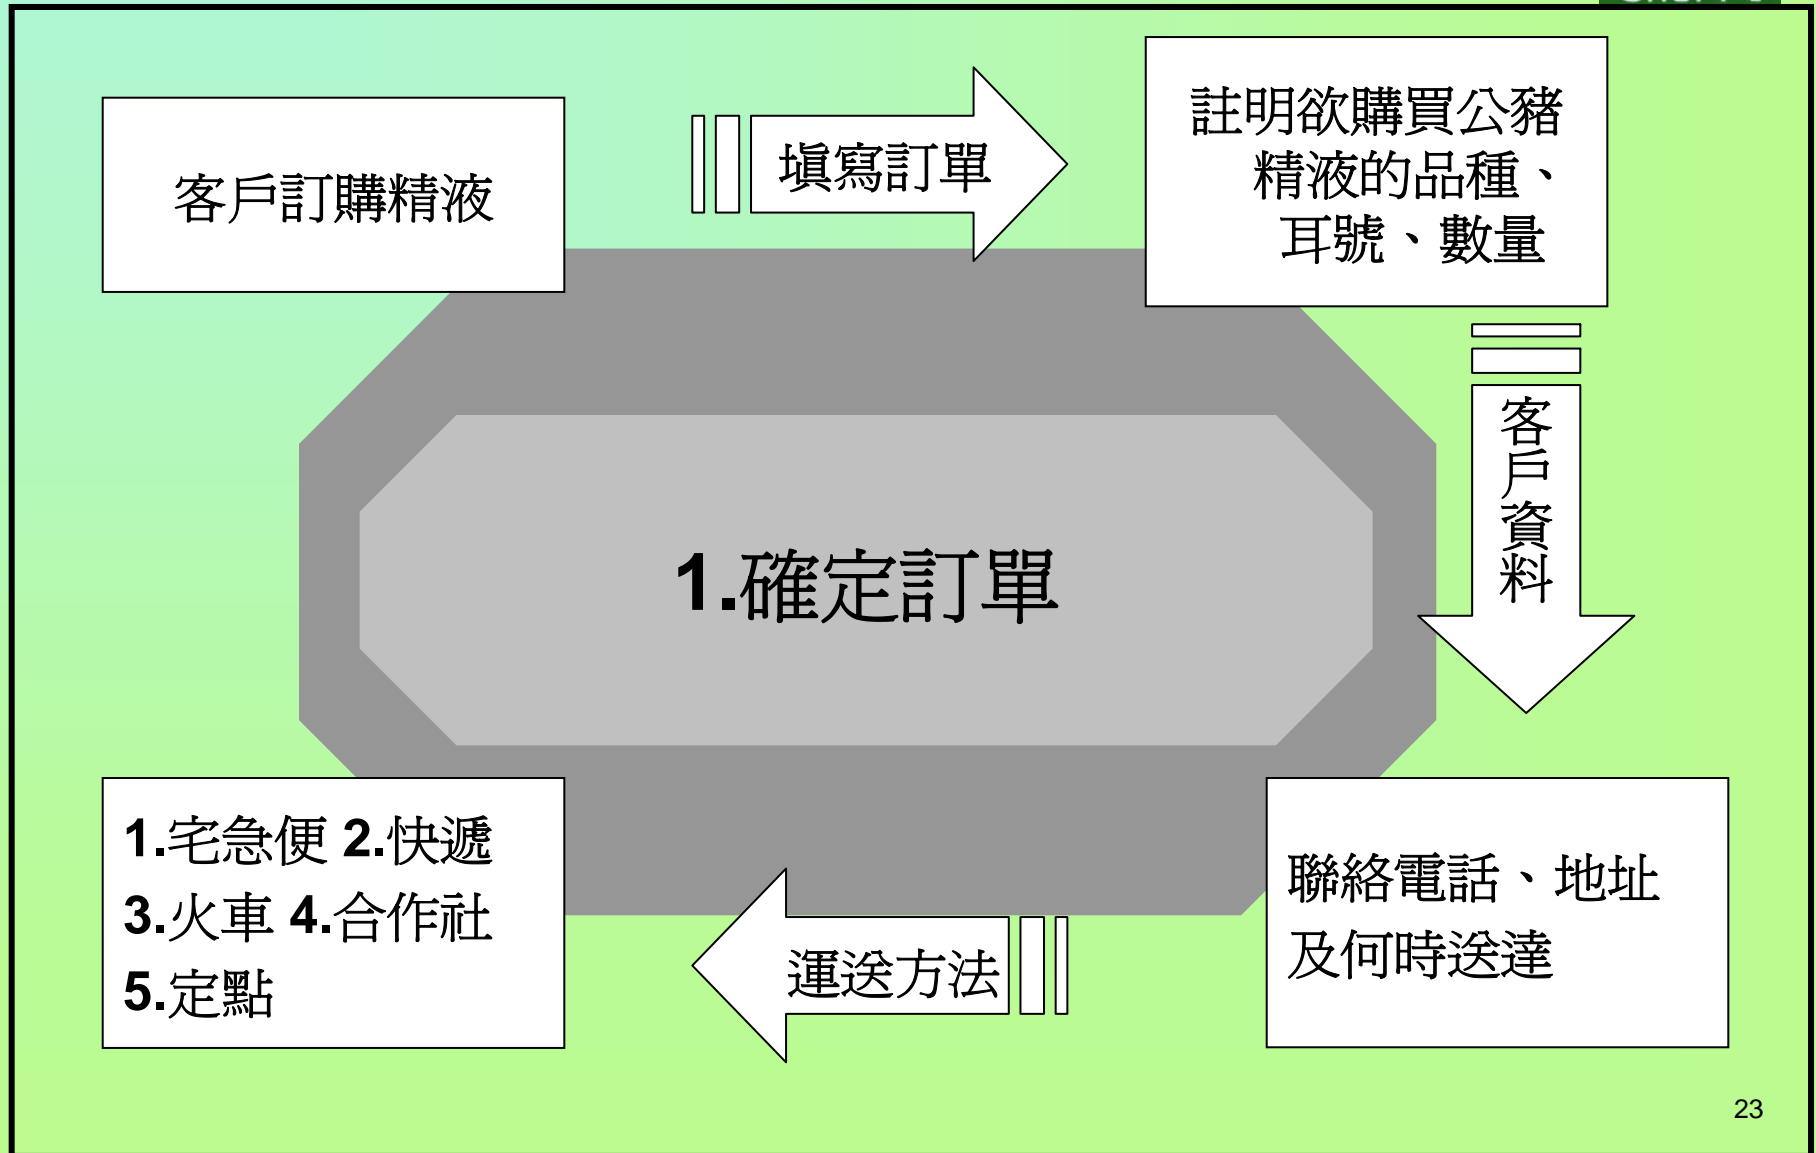 客戶訂購精液
填寫訂單
註明欲購買公豬
精液的品種、
耳號、數量
客戶資料
1.確定訂單
聯絡電話、地址
及何時送達
運送方法
1.宅急便 2.快遞
3.火車 4.合作社
5.定點
23